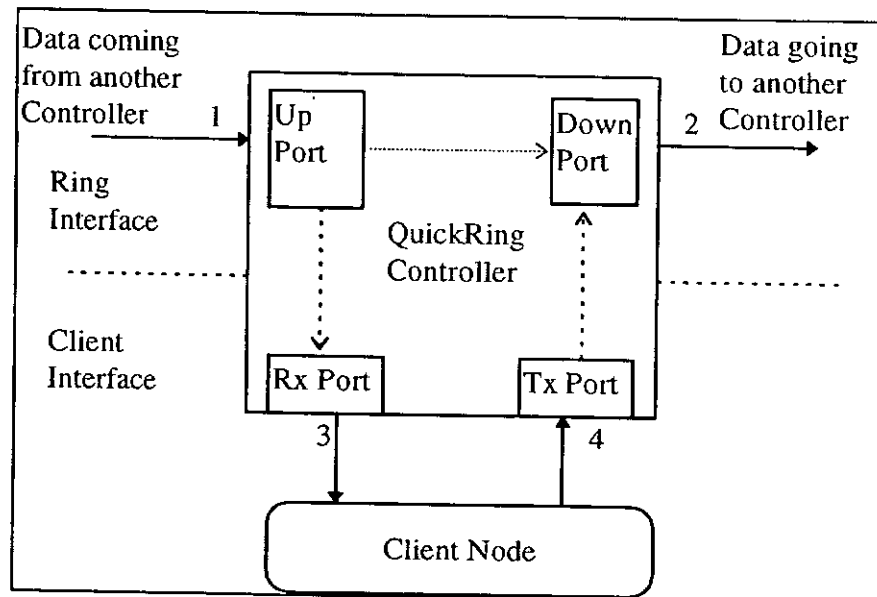 Data coming
from another
Controller
1
Up
Port
Down
Port
2
Data going
to another
Controller
Ring
Interface
QuickRing
Controller
Client
Interface
Rx Port
Tx Port
3
4
Client Node